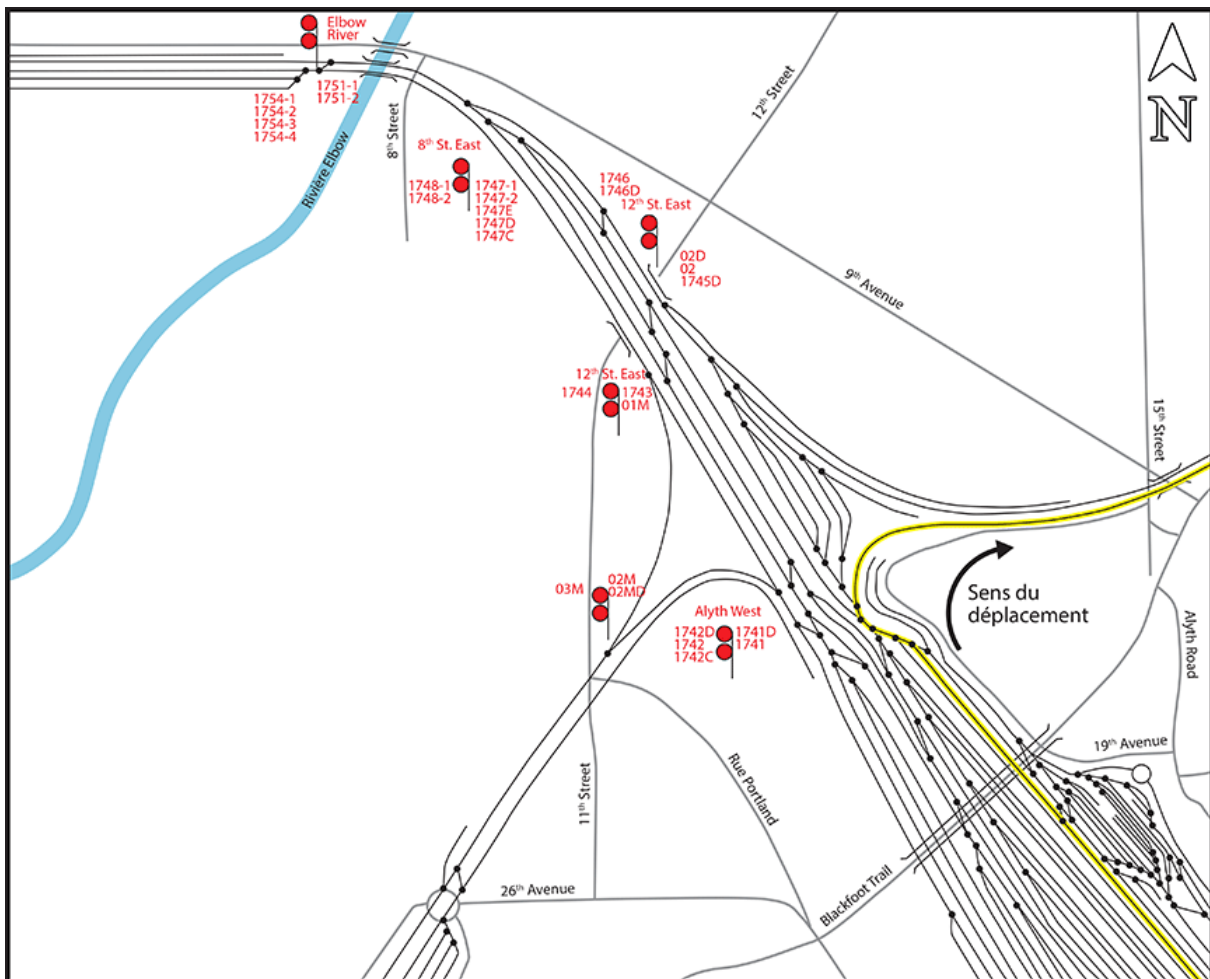 Elbow
River
N
1751-1
1751-2
1754-1
1754-2
1754-3
1754-4
Rivière Elbow
8th Street
8th St. East
1748-1
1748-2
1747-1
1747-2
1747E
1747D
1747C
1746
1746D
12th St. East
12th Street
02D
02
1745D
9th Avenue
12th St. East
1744
1743
01M
15th Street
03M
02M
02MD
Alyth West
1742D
1742
1742C
1741D
1741
Sens du
déplacement
Alyth Road
19th Avenue
11th Street
Rue Portland
26th Avenue
Blackfoot Trail